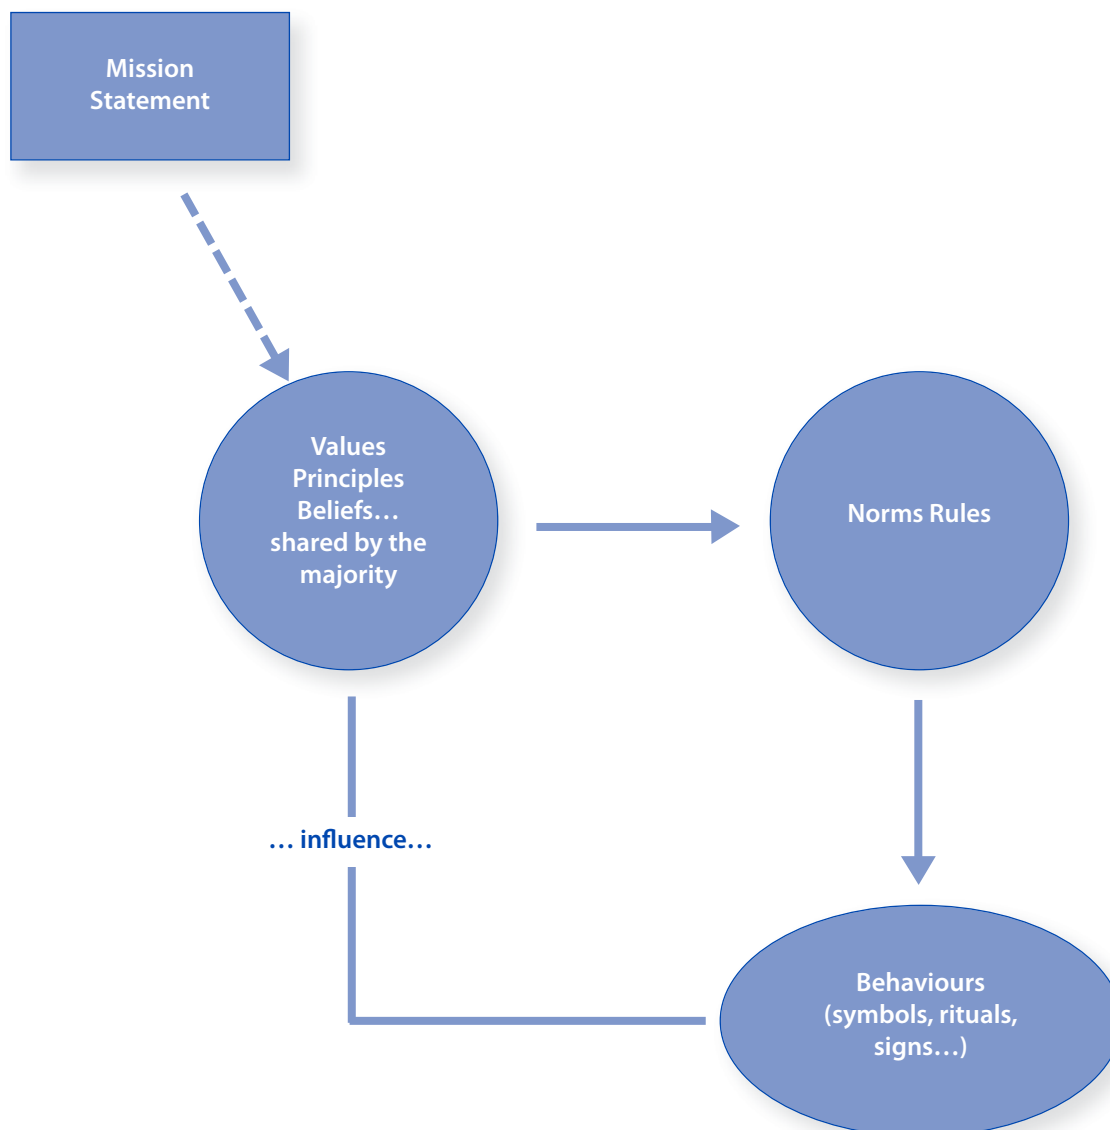 Mission
Statement
Values
Principles
Beliefs…
shared by the
majority
Norms Rules
… influence…
Behaviours
(symbols, rituals,
signs…)